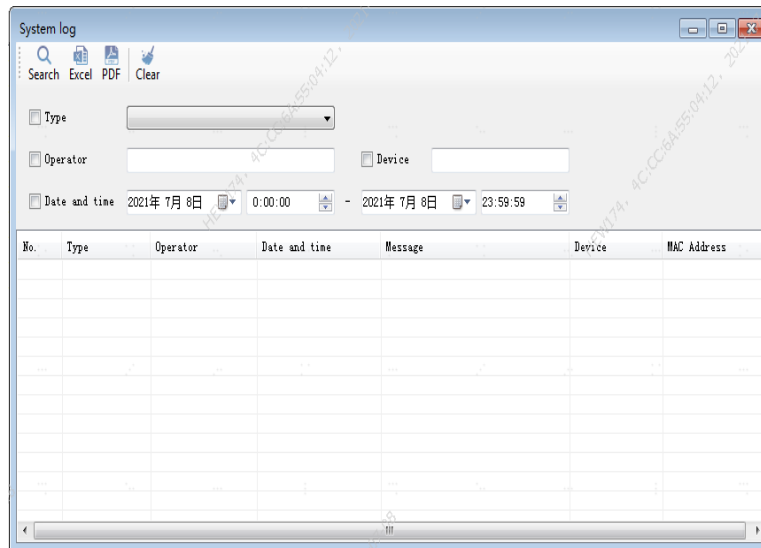 System log
Search Excel PDF Clear
Type
Operator Device
Date and time 2021年 7月 8日 0:00:00 - 2021年 7月 8日 23:59:59
No. Type Operator Date and time Message Device MAC Address